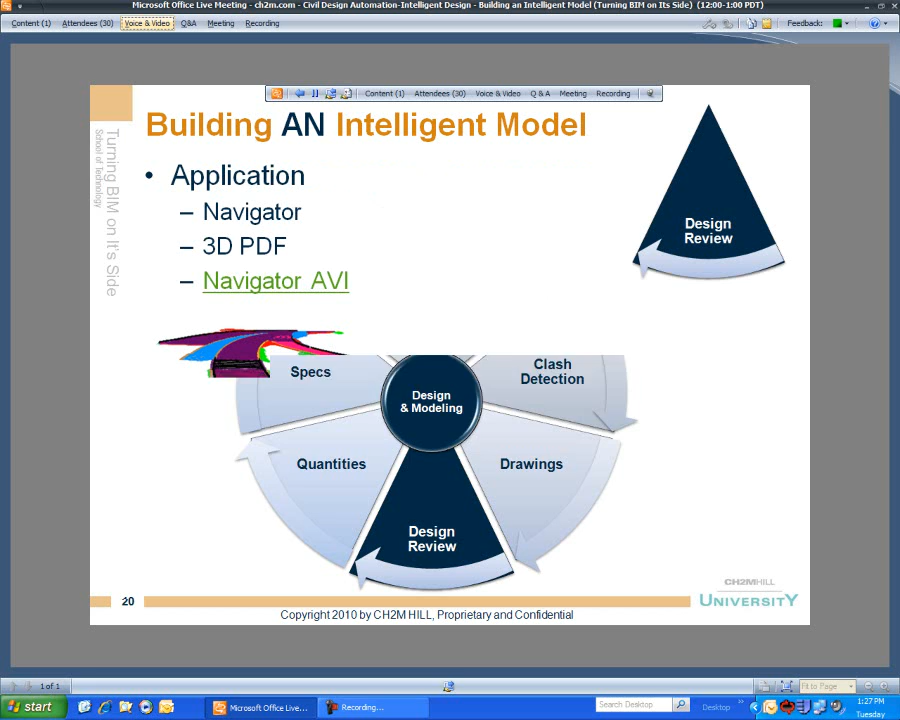 Microsoft Office Live Meeting - ch2m.com - Civil Design Automation-Intelligent Design - Building an Intelligent Model (Turning BIM on Its Side) (12:00-1:00 PDT)
Content (1) Attendees (30) Voice & Video Q&A Meeting Recording
Feedback:
Content (1) Attendees (30) Voice & Video Q & A Meeting Recording
Turning BIM on It's Side
School of Technology
Building AN Intelligent Model
• Application
– Navigator
– 3D PDF
– Navigator AVI
Design
Review
Specs
Clash
Detection
Design
& Modeling
Quantities
Drawings
Design
Review
20
CH2MHILL
UNIVERSITY
Copyright 2010 by CH2M HILL, Proprietary and Confidential
1 of 1
Fit to Page
start
Microsoft Office Live...
Recording...
Search Desktop
Desktop
1:27 PM
Tuesday